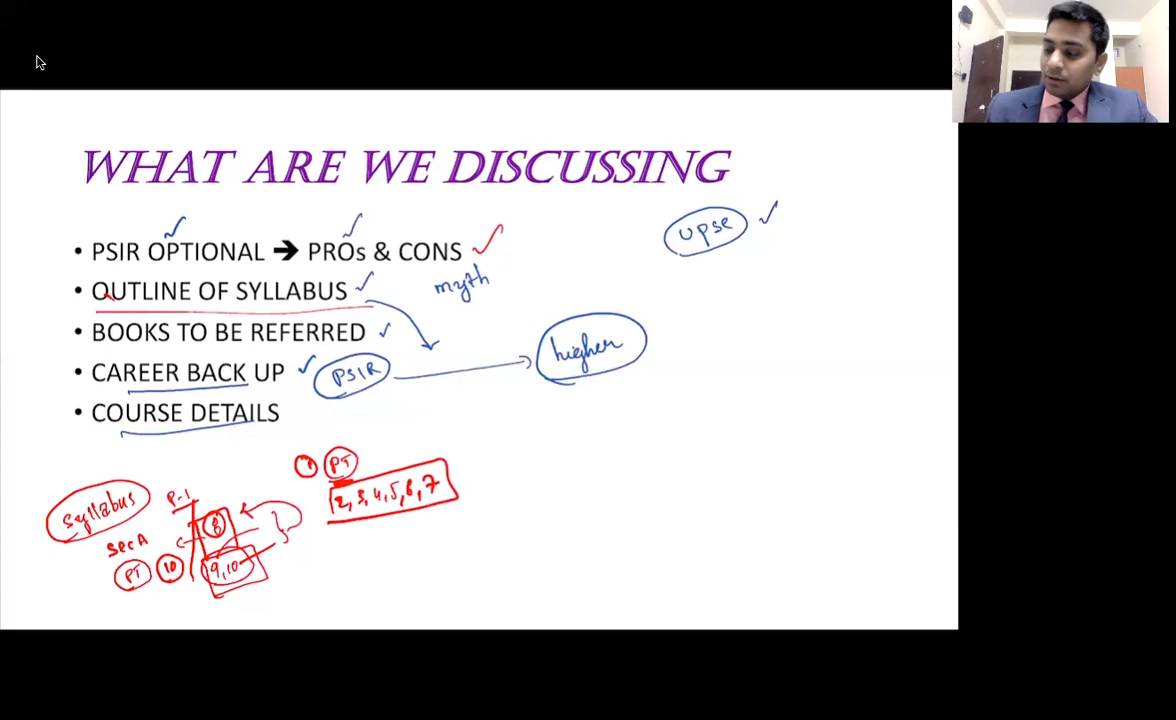 WHAT ARE WE DISCUSSING
upsc
• PSIR OPTIONAL ➔ PROs & CONS
myth
• OUTLINE OF SYLLABUS
• BOOKS TO BE REFERRED
higher
• CAREER BACK UP
PSIR
• COURSE DETAILS
PT
2, 3, 4, 5, 6, 7
Syllabus
P-1
8
Sec A
PT 10
9, 10